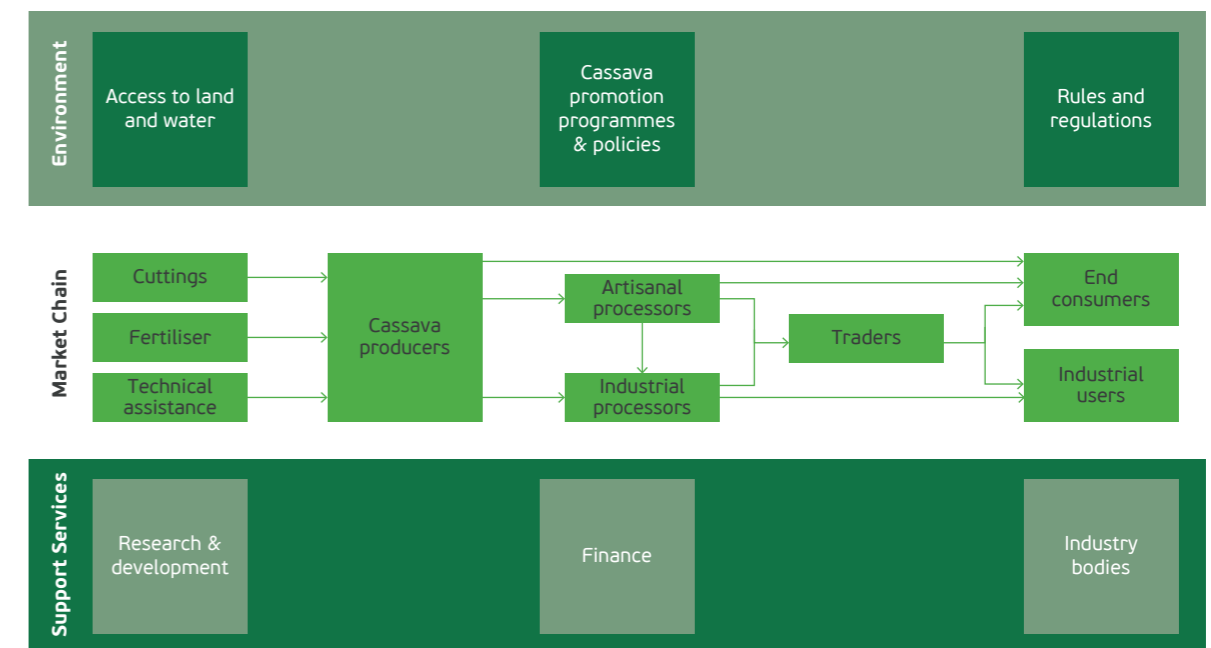 Environment
Access to land
and water
Cassava
promotion
programmes
& policies
Rules and
regulations
Market Chain
Cuttings
Fertiliser
Technical
assistance
Cassava
producers
Artisanal
processors
Industrial
processors
Traders
End
consumers
Industrial
users
Support Services
Research &
development
Finance
Industry
bodies